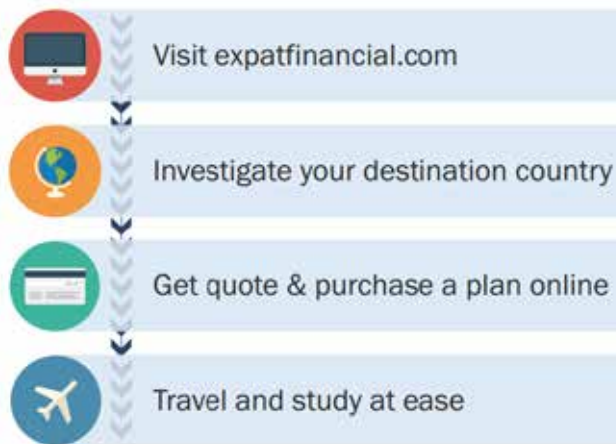 Visit expatfinancial.com
Investigate your destination country
Get quote & purchase a plan online
Travel and study at ease